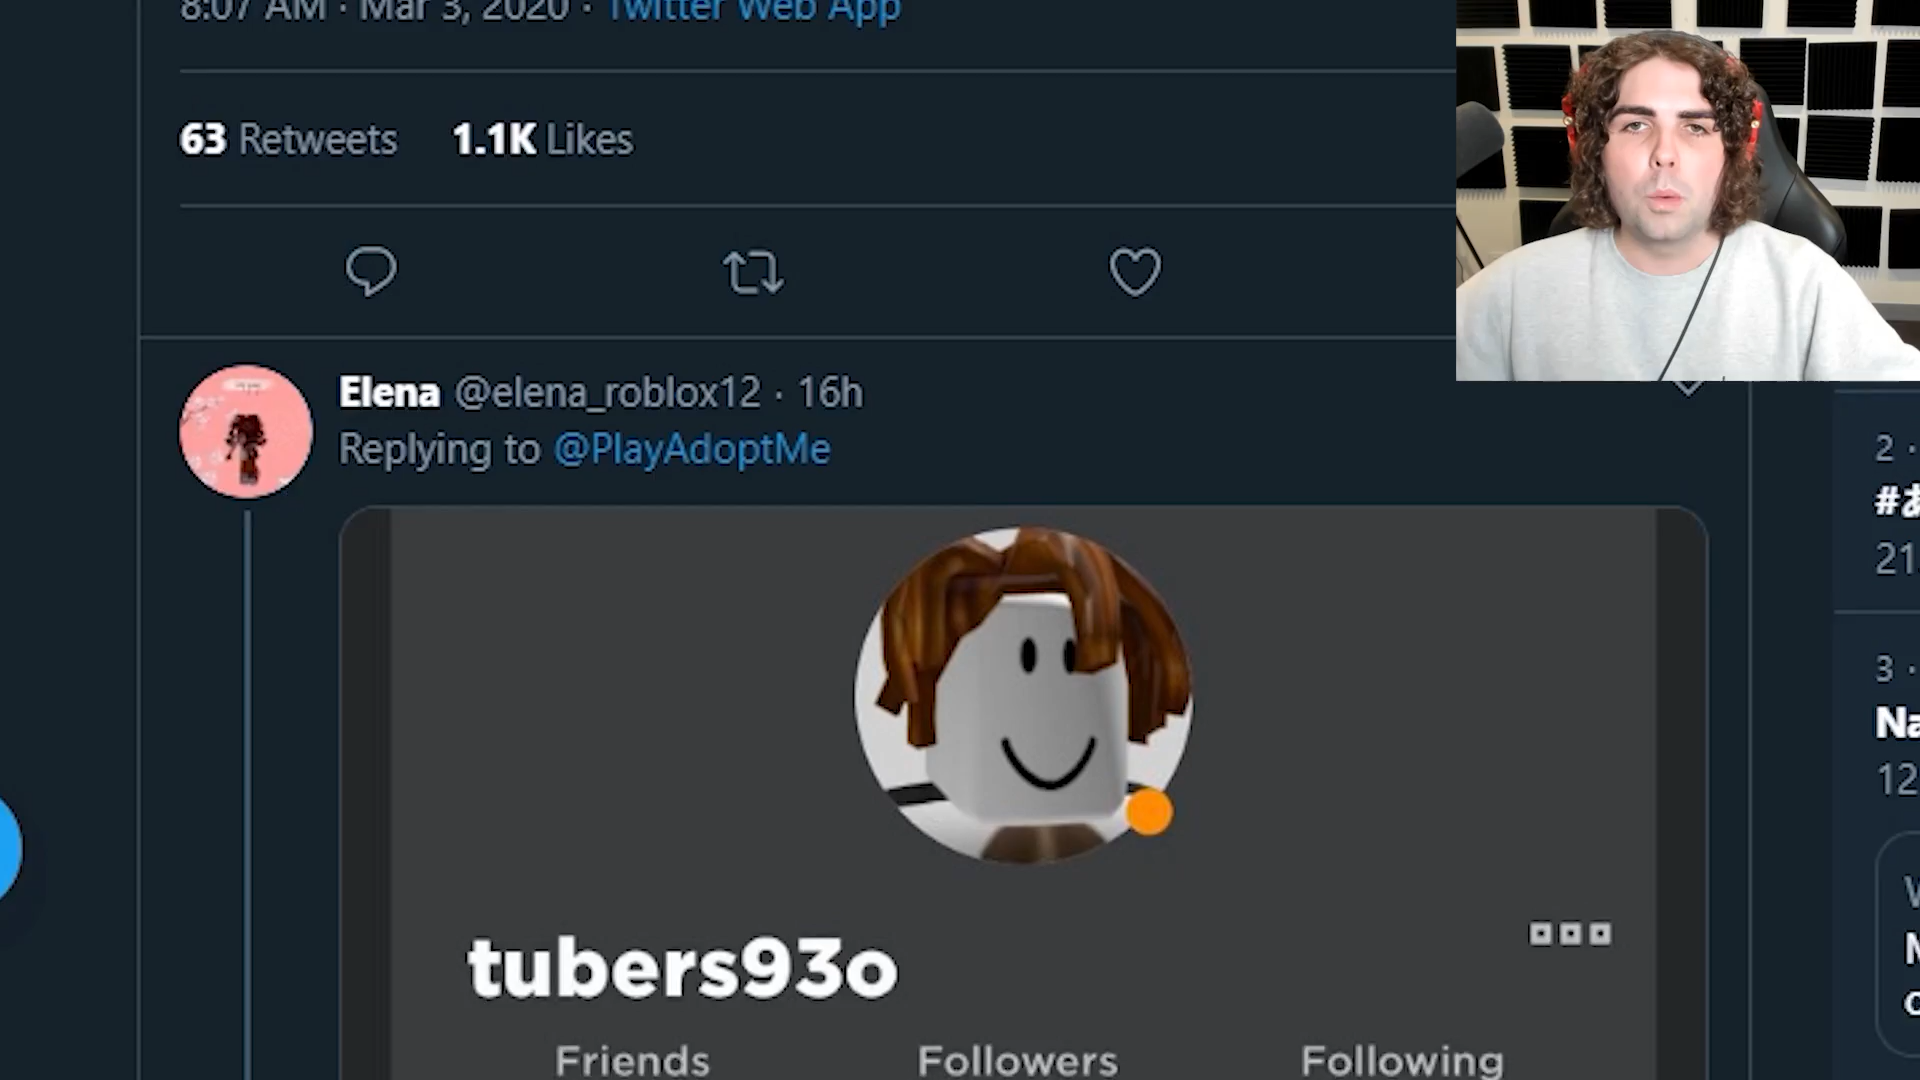 8:07 AM · Mar 3, 2020 · Twitter Web App
63 Retweets 1.1K Likes
Elena @elena_roblox12 · 16h
Replying to @PlayAdoptMe
tubers93o
Friends Followers Following
2 ·
#あ
21
3 ·
Na
12
M